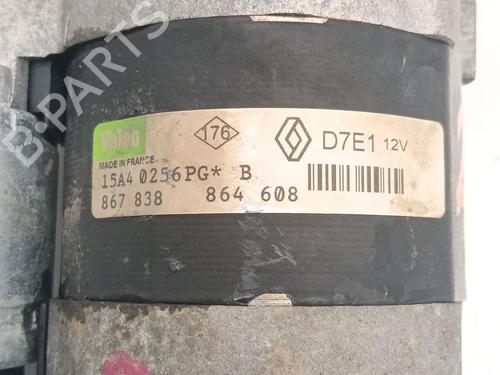 Valeo
176
D7E1 12V
MADE IN FRANCE
15A4 0256PG* B
867 838 864 608
B-PARTS